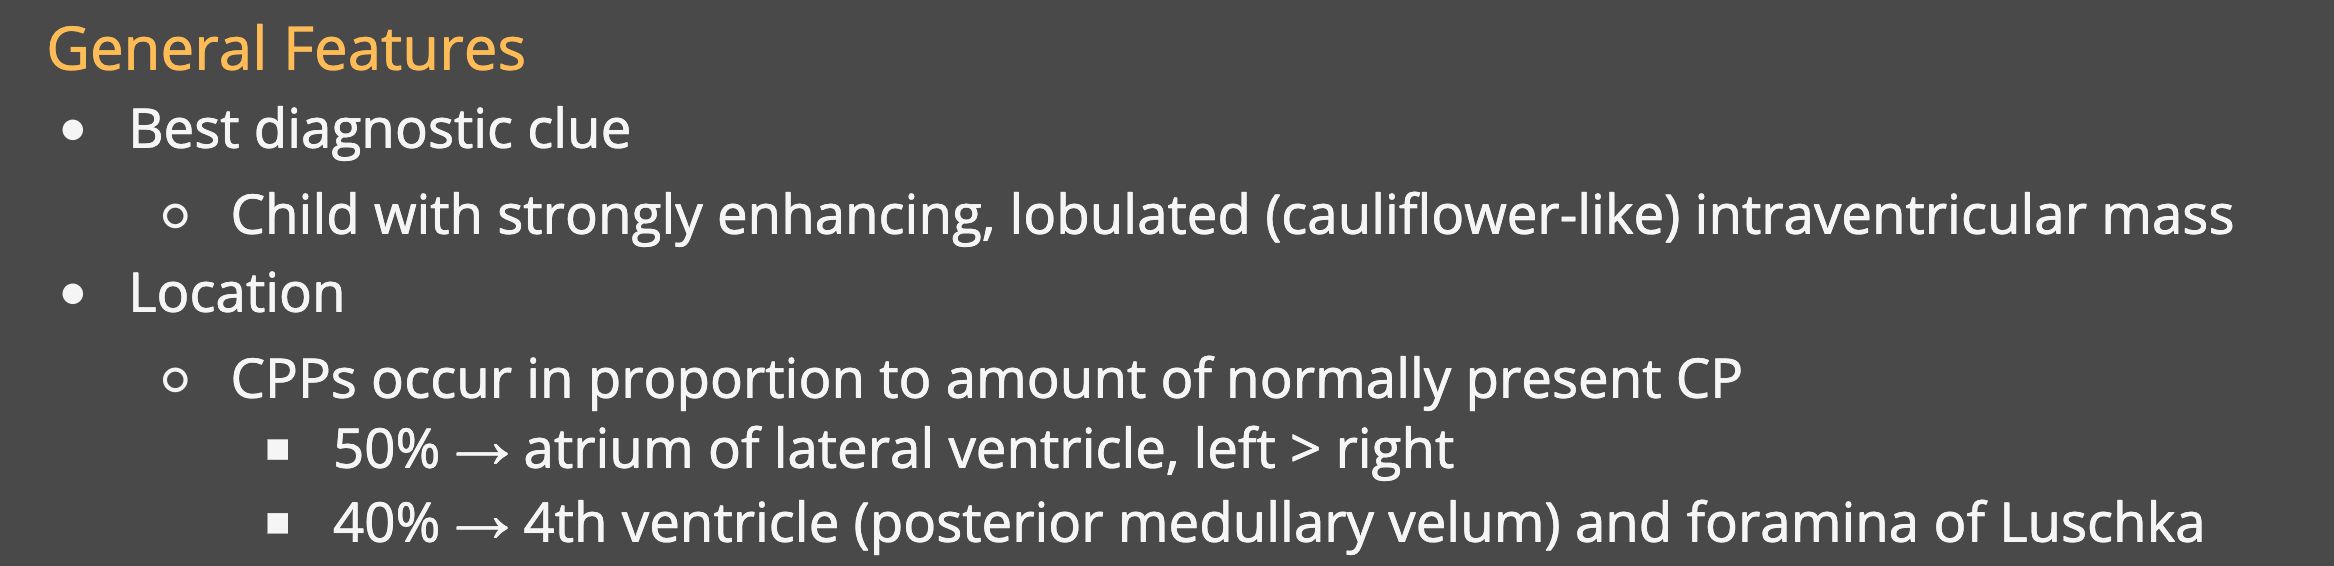 General Features
• Best diagnostic clue
○ Child with strongly enhancing, lobulated (cauliflower-like) intraventricular mass
• Location
○ CPPs occur in proportion to amount of normally present CP
■ 50% → atrium of lateral ventricle, left > right
■ 40% → 4th ventricle (posterior medullary velum) and foramina of Luschka